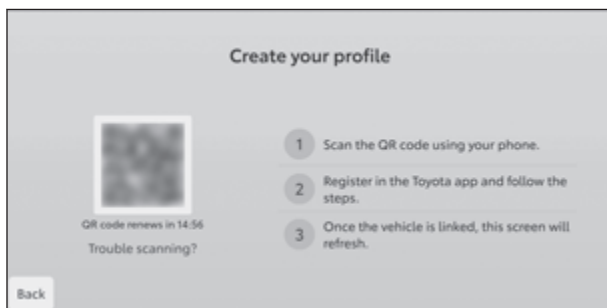 Create your profile
1 Scan the QR code using your phone.
2 Register in the Toyota app and follow the
steps.
3 Once the vehicle is linked, this screen will
refresh.
QR code renews in 14:56
Trouble scanning?
Back